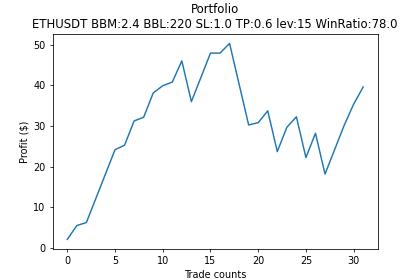 Portfolio
ETHUSDT BBM:2.4 BBL:220 SL:1.0 TP:0.6 lev:15 WinRatio:78.0
Profit ($)
50
40
30
20
10
0
0 5 10 15 20 25 30
Trade counts